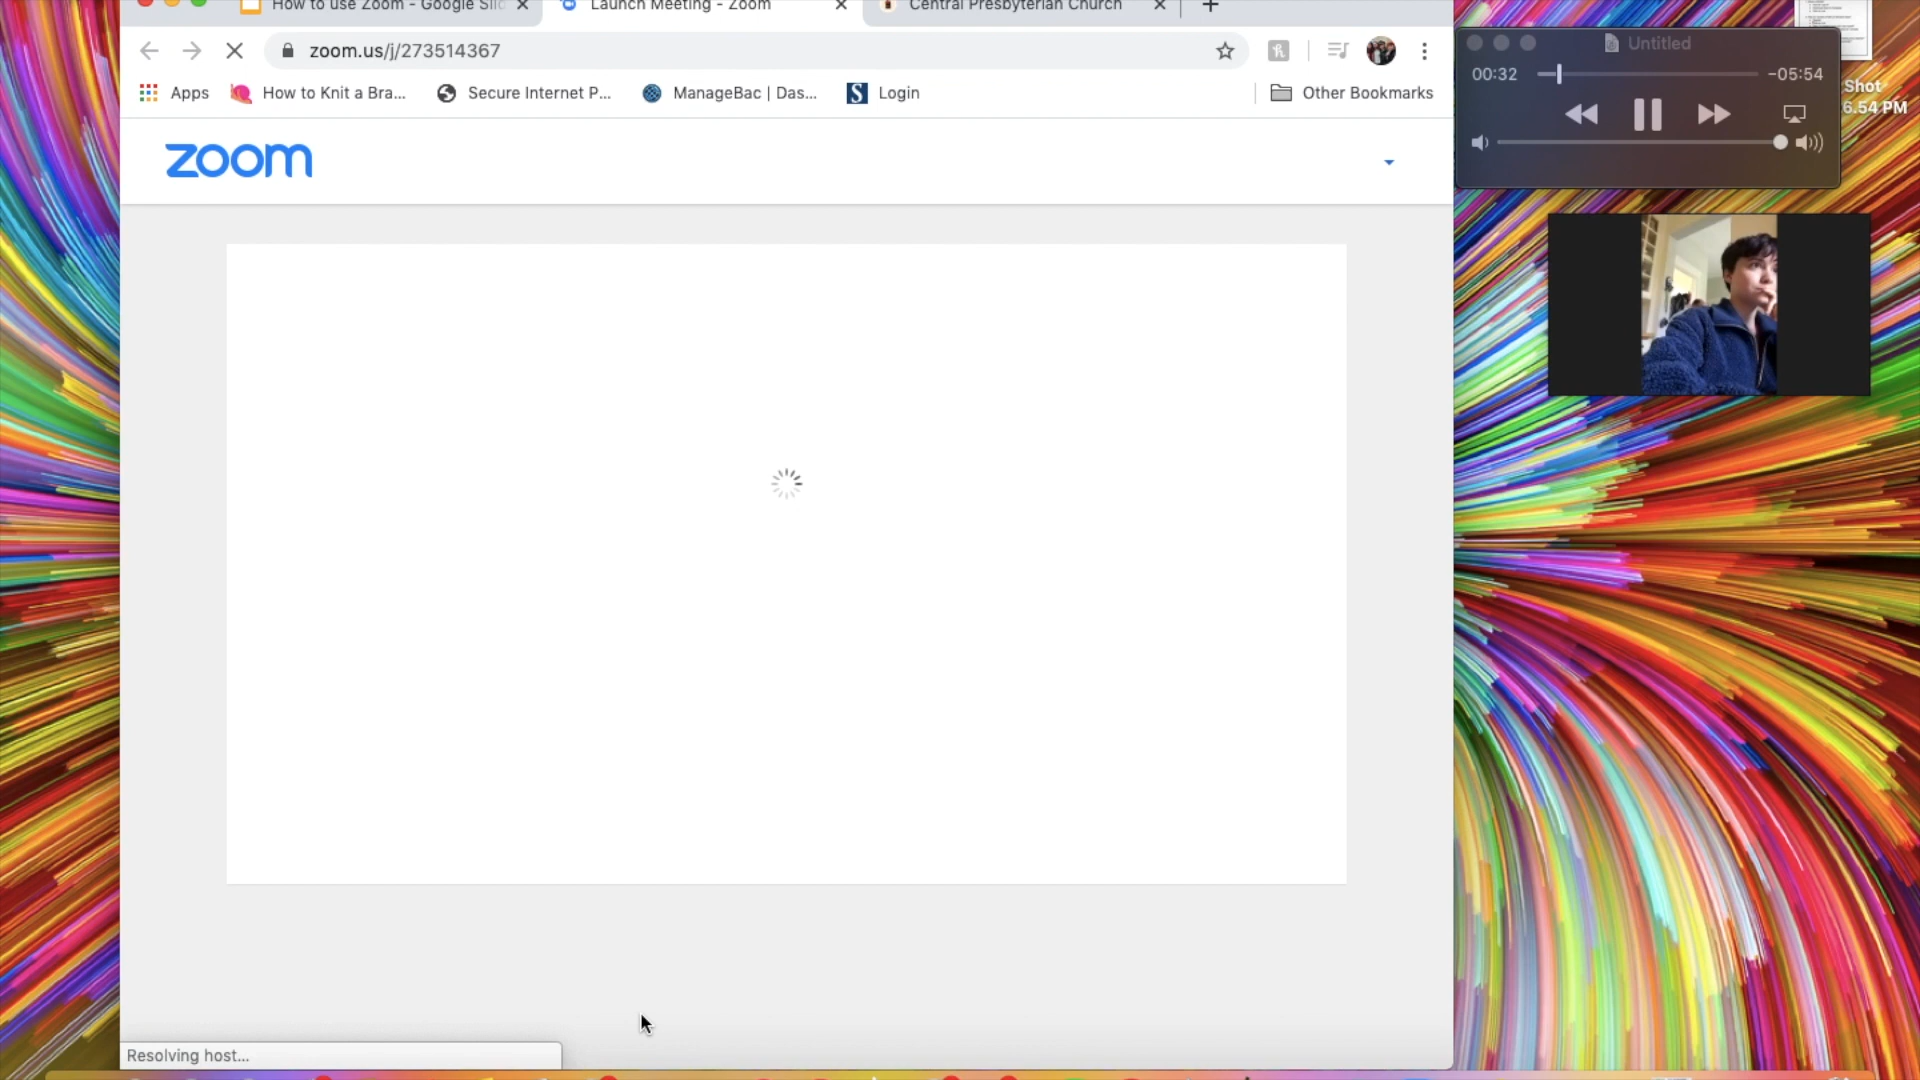 How to use Zoom - Google Slid
Launch Meeting - Zoom
Central Presbyterian Church
zoom.us/j/273514367
Apps
How to Knit a Bra...
Secure Internet P...
ManageBac | Das...
S
Login
Other Bookmarks
zoom
Resolving host...
Untitled
00:32
-05:54
Shot
6.54 PM